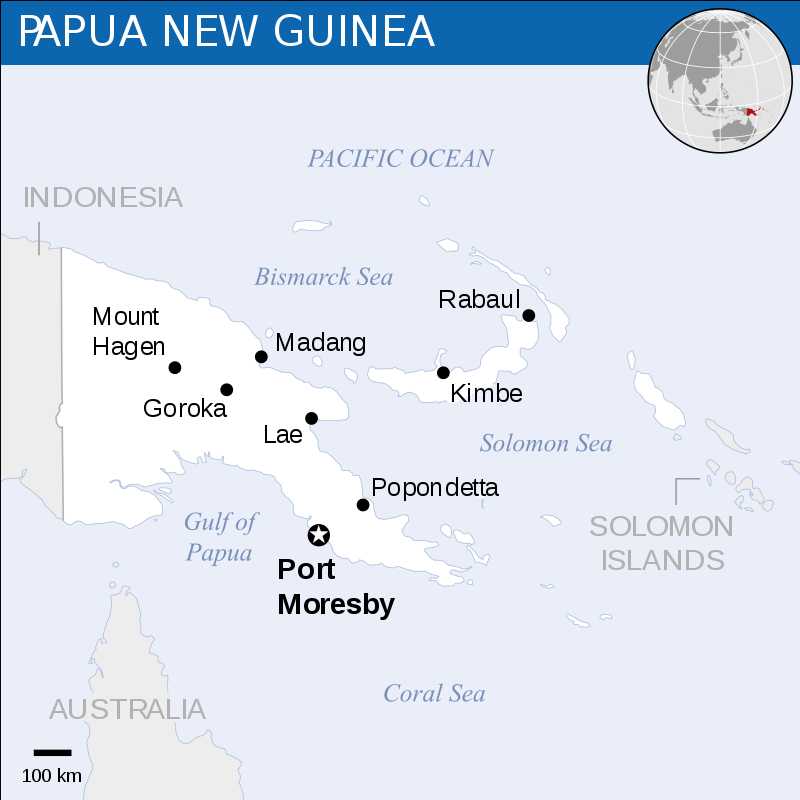 PAPUA NEW GUINEA
PACIFIC OCEAN
INDONESIA
Bismarck Sea
Rabaul
Mount
Hagen
Madang
Kimbe
Goroka
Lae
Solomon Sea
Popondetta
Gulf of
Papua
SOLOMON
ISLANDS
Port
Moresby
Coral Sea
AUSTRALIA
100 km